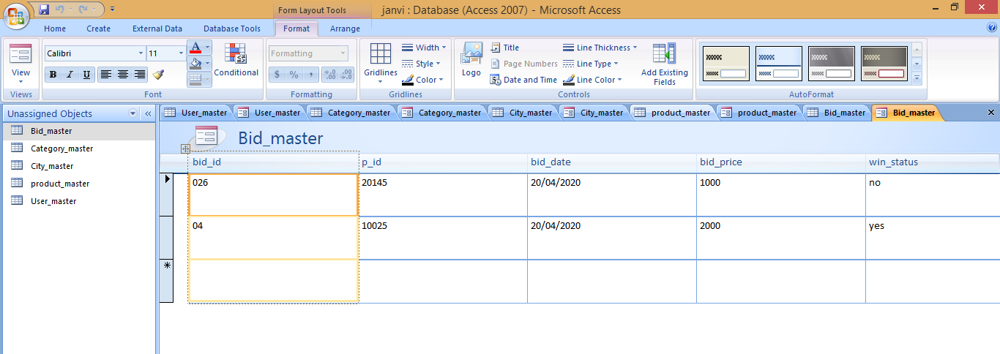 Form Layout Tools janvi : Database (Access 2007) - Microsoft Access
Home Create External Data Database Tools Format Arrange
Calibri 11 A Formatting Width Title Line Thickness
View B I U Conditional $ % , Gridlines Style Logo Page Numbers Line Type Add Existing Fields
Color Date and Time Line Color
Views Font Formatting Gridlines Controls AutoFormat
Unassigned Objects User_master User_master Category_master Category_master City_master City_master product_master product_master Bid_master Bid_master
Bid_master
Category_master
City_master
product_master
User_master
Bid_master
bid_id p_id bid_date bid_price win_status
026 20145 20/04/2020 1000 no
04 10025 20/04/2020 2000 yes